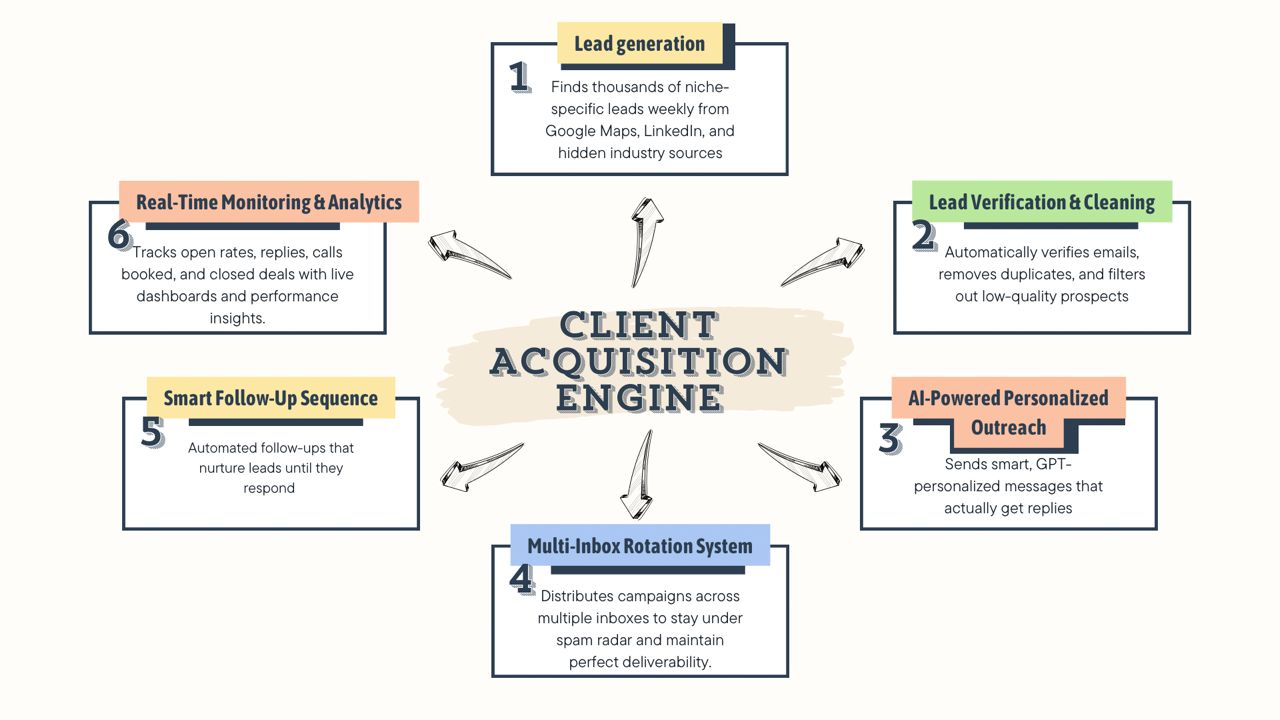 Lead generation
1
Finds thousands of niche-
specific leads weekly from
Google Maps, LinkedIn, and
hidden industry sources
Lead Verification & Cleaning
2
Automatically verifies emails,
removes duplicates, and filters
out low-quality prospects
AI-Powered Personalized
Outreach
3
Sends smart, GPT-
personalized messages that
actually get replies
Multi-Inbox Rotation System
4
Distributes campaigns across
multiple inboxes to stay under
spam radar and maintain
perfect deliverability.
Smart Follow-Up Sequence
5
Automated follow-ups that
nurture leads until they
respond
Real-Time Monitoring & Analytics
6
Tracks open rates, replies, calls
booked, and closed deals with live
dashboards and performance
insights.
CLIENT
ACQUISITION
ENGINE